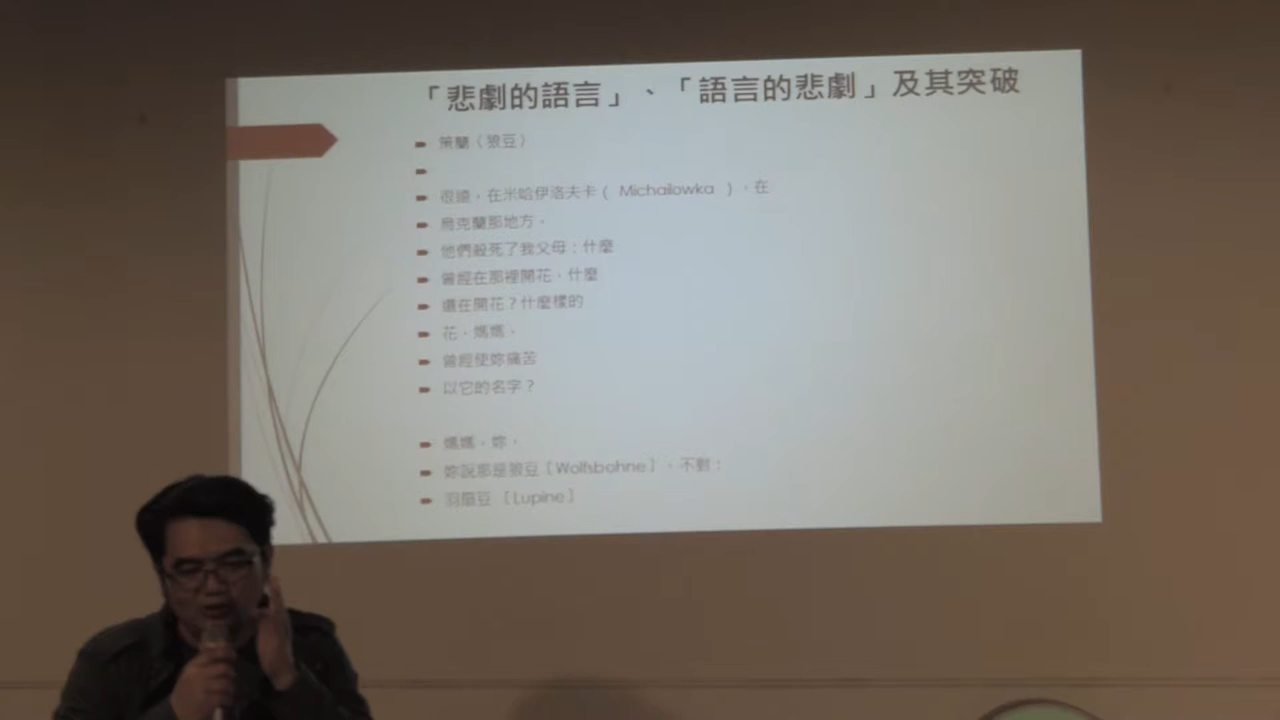 「悲劇的語言」、「語言的悲劇」及其突破
策蘭（狼豆）
很遠，在米哈伊洛夫卡( Michailowka )，在
烏克蘭那地方，
他們殺死了我父母：什麼
曾經在那裡開花，什麼
還在開花？什麼樣的
花，媽媽，
曾經使妳痛苦
以它的名字？
媽媽，妳，
妳說那是狼豆〔Wolfsbohne〕，不對：
羽扇豆〔Lupine〕